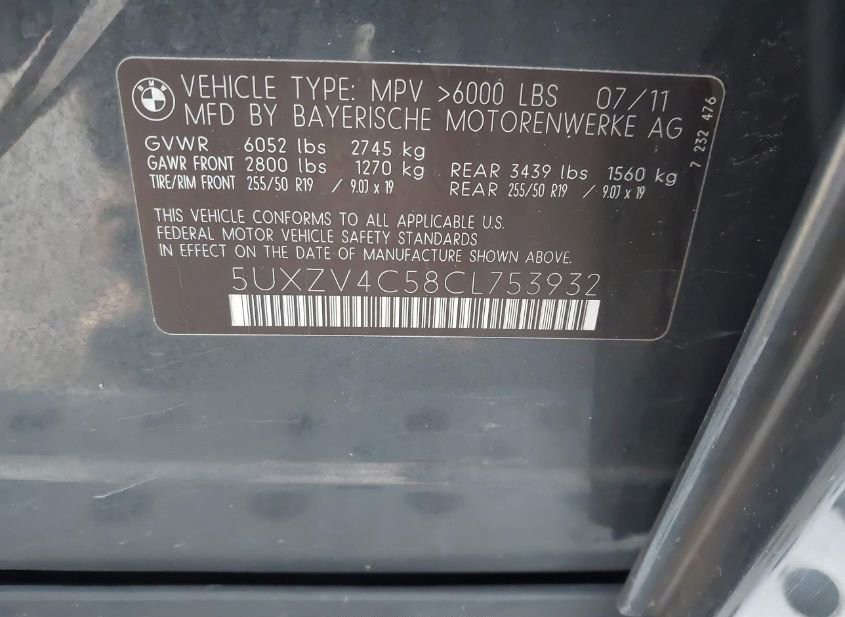 BMW
VEHICLE TYPE: MPV >6000 LBS 07/11
MFD BY BAYERISCHE MOTORENWERKE AG
GVWR 6052 lbs 2745 kg
GAWR FRONT 2800 lbs 1270 kg REAR 3439 lbs 1560 kg
TIRE/RIM FRONT 255/50 R19 / 9.0J x 19 REAR 255/50 R19 / 9.0J x 19
THIS VEHICLE CONFORMS TO ALL APPLICABLE U.S.
FEDERAL MOTOR VEHICLE SAFETY STANDARDS
IN EFFECT ON THE DATE OF MANUFACTURE SHOWN ABOVE.
5UXZV4C58CL753932
7 232 476